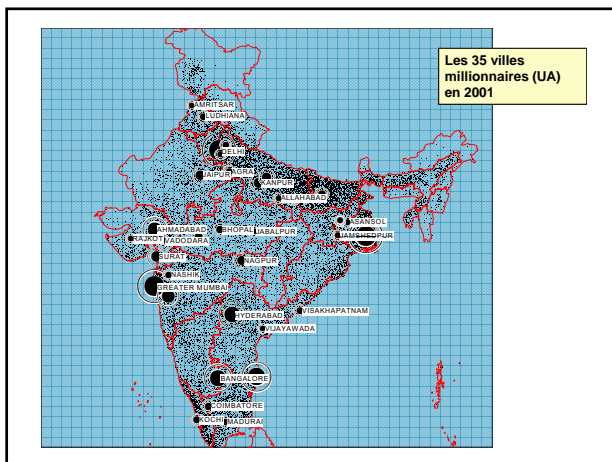 Les 35 villes
millionnaires (UA)
en 2001
AMRITSAR
LUDHIANA
DELHI
AGRA
JAIPUR
KANPUR
ALLAHABAD
ASANSOL
AHMADABAD
BHOPAL
JABALPUR
JAMSHEDPUR
RAJKOT
VADODARA
SURAT
NAGPUR
NASHIK
GREATER MUMBAI
VISAKHAPATNAM
HYDERABAD
VIJAYAWADA
BANGALORE
COIMBATORE
KOCHI
MADURAI